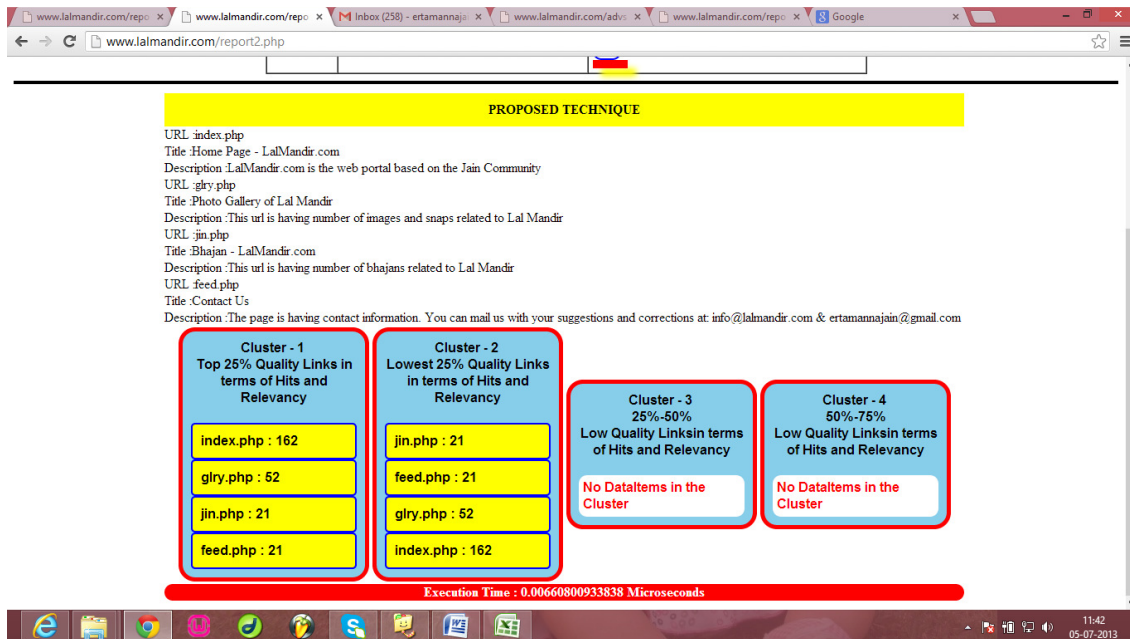 www.lalmandir.com/repo
www.lalmandir.com/repo
Inbox (258) - ertamannajai
www.lalmandir.com/advs
www.lalmandir.com/repo
Google
www.lalmandir.com/report2.php
PROPOSED TECHNIQUE
URL :index.php
Title :Home Page - LalMandir.com
Description :LalMandir.com is the web portal based on the Jain Community
URL :glry.php
Title :Photo Gallery of Lal Mandir
Description :This url is having number of images and snaps related to Lal Mandir
URL :jin.php
Title :Bhajan - LalMandir.com
Description :This url is having number of bhajans related to Lal Mandir
URL :feed.php
Title :Contact Us
Description :The page is having contact information. You can mail us with your suggestions and corrections at: info@lalmandir.com & ertamannajain@gmail.com
Cluster - 1
Top 25% Quality Links in
terms of Hits and
Relevancy
index.php : 162
glry.php : 52
jin.php : 21
feed.php : 21
Cluster - 2
Lowest 25% Quality Links
in terms of Hits and
Relevancy
jin.php : 21
feed.php : 21
glry.php : 52
index.php : 162
Cluster - 3
25%-50%
Low Quality Linksin terms
of Hits and Relevancy
No DataItems in the
Cluster
Cluster - 4
50%-75%
Low Quality Linksin terms
of Hits and Relevancy
No DataItems in the
Cluster
Execution Time : 0.00660800933838 Microseconds
11:42
05-07-2013